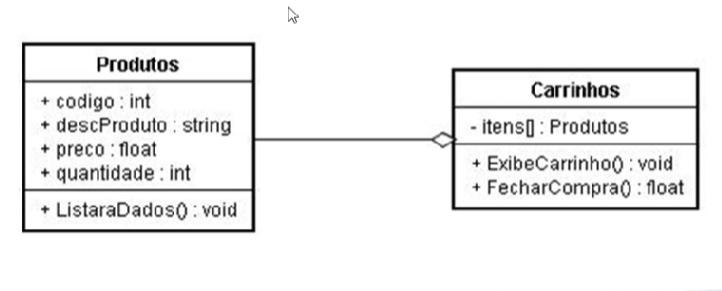 Produtos
+ codigo : int
+ descProduto : string
+ preco : float
+ quantidade : int
+ ListaraDados() : void
Carrinhos
- itens[] : Produtos
+ ExibeCarrinho() : void
+ FecharCompra() : float